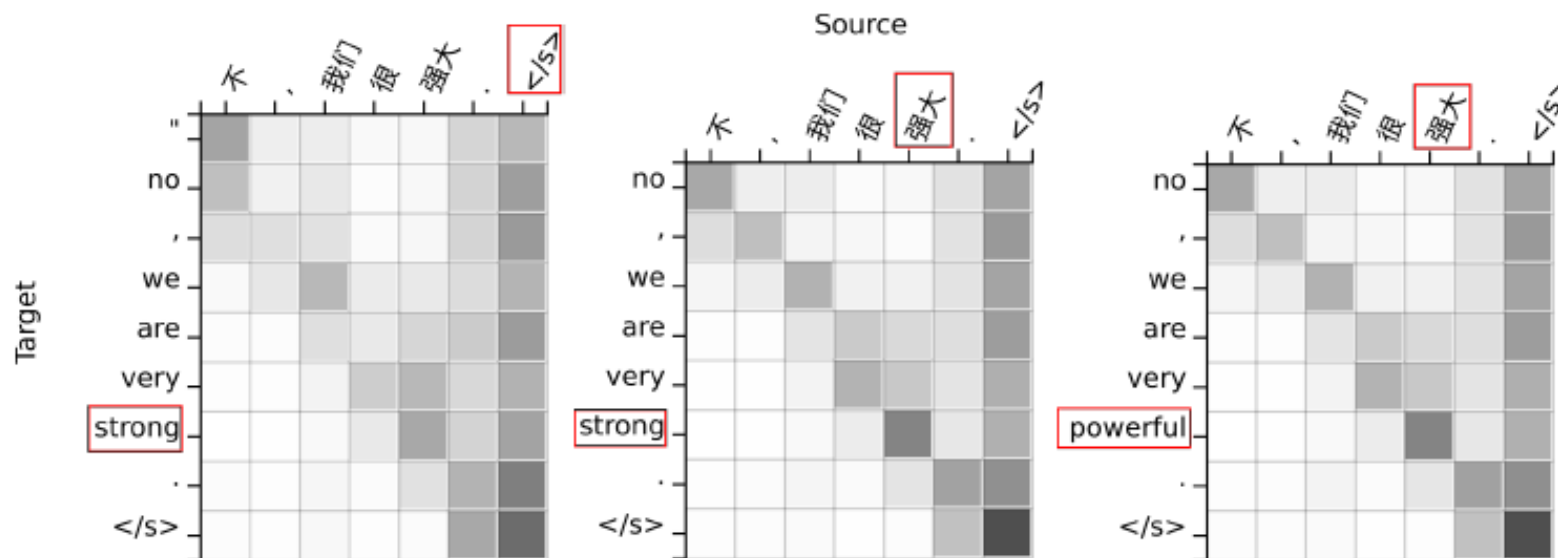 Source
不 , 我们 很 强大 . </s>
不 , 我们 很 强大 . </s>
不 , 我们 很 强大 . </s>
Target
"
no
,
we
are
very
strong
.
</s>
no
,
we
are
very
strong
.
</s>
no
,
we
are
very
powerful
.
</s>